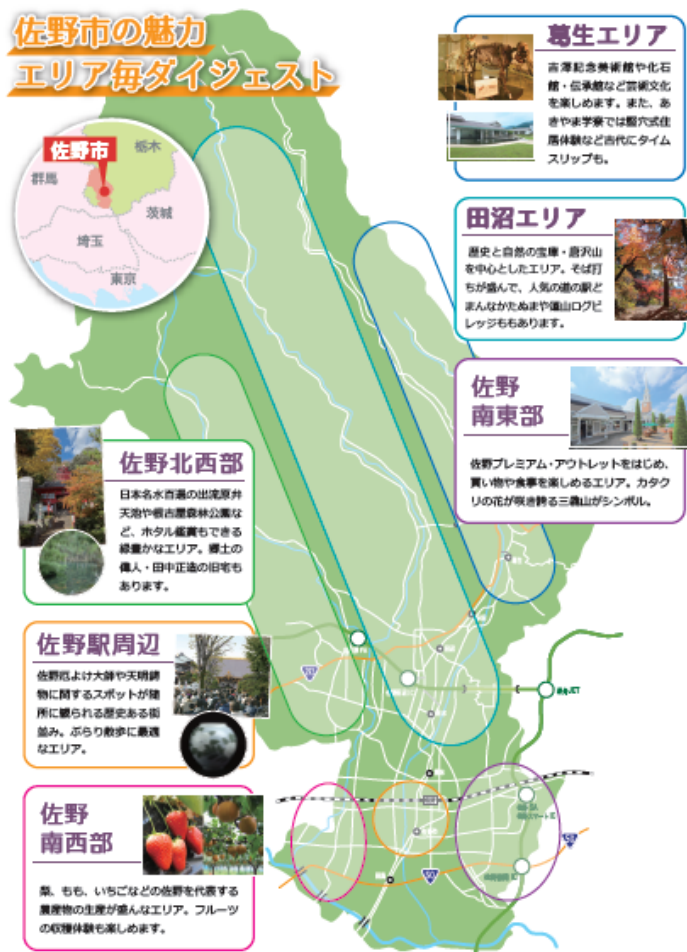 佐野市の魅力
エリア毎ダイジェスト
佐野市
栃木
群馬
茨城
埼玉
東京
葛生エリア
吉澤記念美術館や化石
館・伝承館など芸術文化
を楽しめます。また、あ
きやま学寮では竪穴式住
居体験など古代にタイム
スリップも。
田沼エリア
歴史と自然の宝庫・唐沢山
を中心としたエリア。そば打
ちが盛んで、人気の道の駅ど
まんなかたぬまや蓬山ログビ
レッジももあります。
佐野
南東部
佐野プレミアム・アウトレットをはじめ、
買い物や食事を楽しめるエリア。カタク
リの花が咲き誇る三毳山がシンボル。
佐野北西部
日本名水百選の出流原弁
天池や根古屋森林公園な
ど、ホタル鑑賞もできる
緑豊かなエリア。郷土の
偉人・田中正造の旧宅も
あります。
佐野駅周辺
佐野厄よけ大師や天明鋳
物に関するスポットが随
所に観られる歴史ある街
並み。ぶらり散歩に最適
なエリア。
佐野
南西部
梨、もも、いちごなどの佐野を代表する
農産物の生産が盛んなエリア。フルーツ
の収穫体験も楽しめます。
50